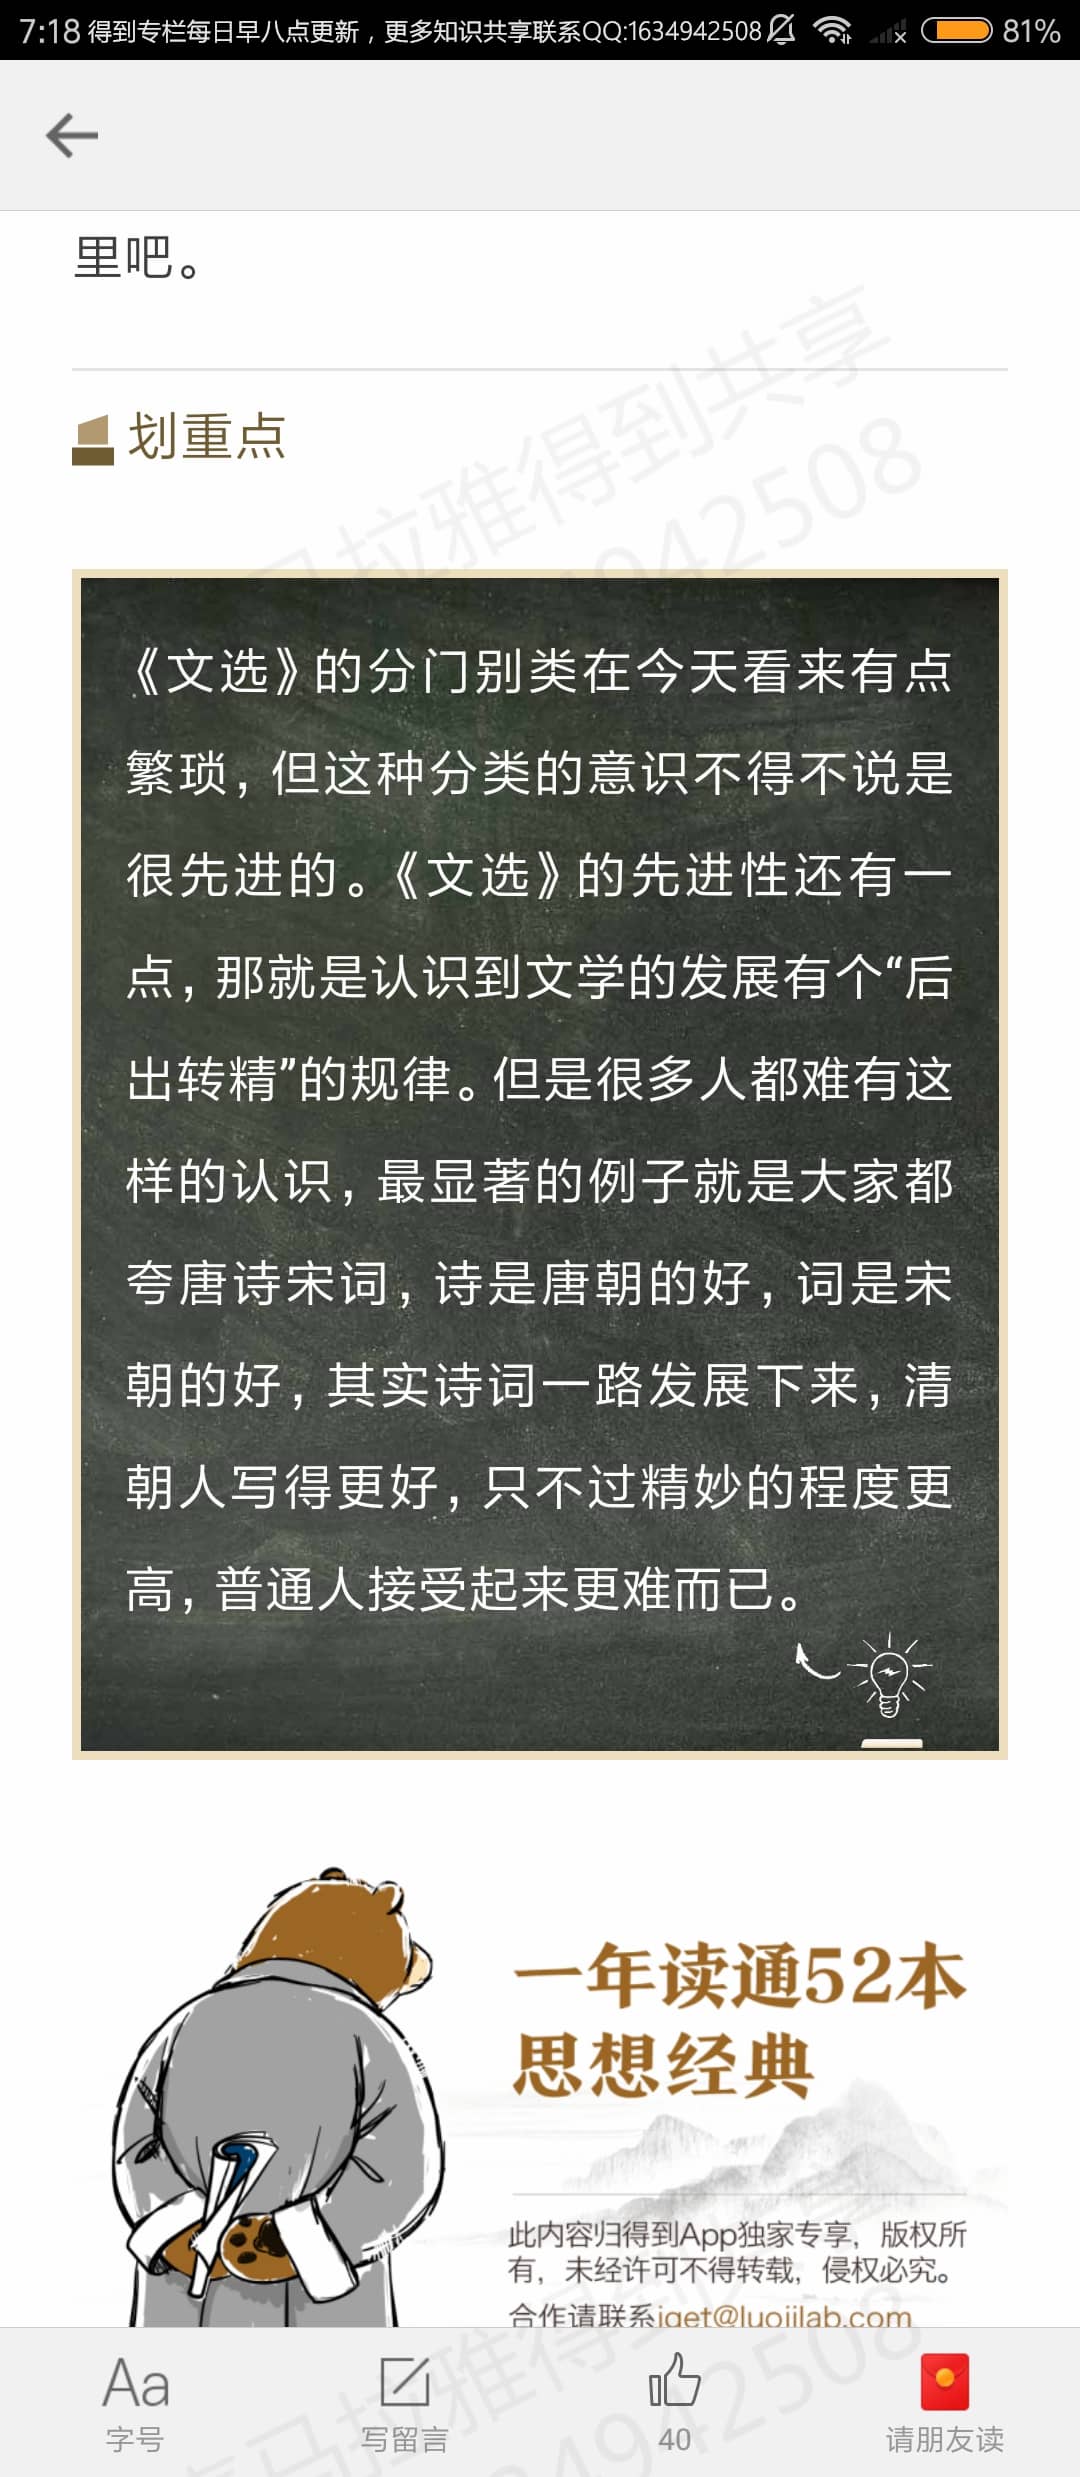 7:18 得到专栏每日早八点更新，更多知识共享联系QQ:1634942508 81%
里吧。
划重点
《文选》的分门别类在今天看来有点
繁琐，但这种分类的意识不得不说是
很先进的。《文选》的先进性还有一
点，那就是认识到文学的发展有个“后
出转精”的规律。但是很多人都难有这
样的认识，最显著的例子就是大家都
夸唐诗宋词，诗是唐朝的好，词是宋
朝的好，其实诗词一路发展下来，清
朝人写得更好，只不过精妙的程度更
高，普通人接受起来更难而已。
一年读通52本
思想经典
此内容归得到App独家专享，版权所
有，未经许可不得转载，侵权必究。
合作请联系iget@luojilab.com
Aa
字号
写留言
40
请朋友读